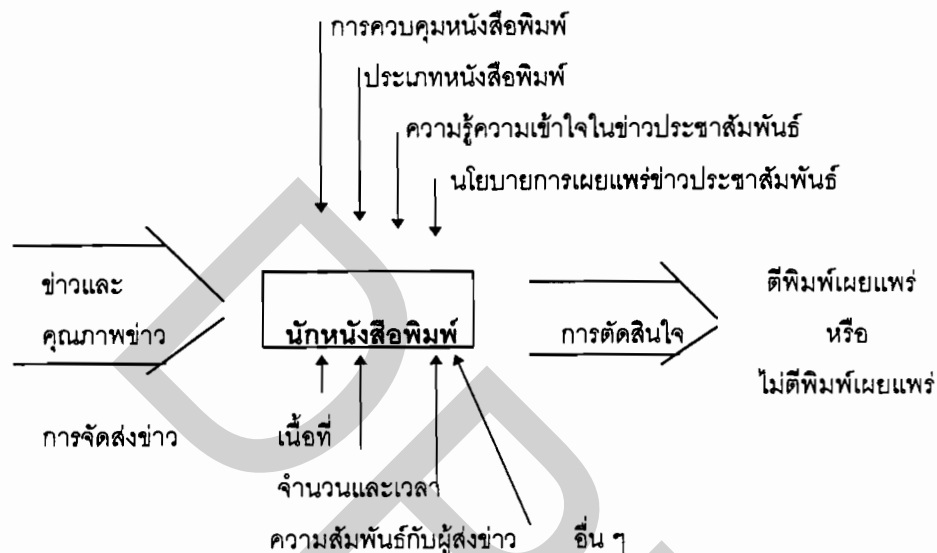 การควบคุมหนังสือพิมพ์
ประเภทหนังสือพิมพ์
ความรู้ความเข้าใจในข่าวประชาสัมพันธ์
นโยบายการเผยแพร่ข่าวประชาสัมพันธ์
ข่าวและ
คุณภาพข่าว
นักหนังสือพิมพ์
การตัดสินใจ
ตีพิมพ์เผยแพร่
หรือ
ไม่ตีพิมพ์เผยแพร่
การจัดส่งข่าว
เนื้อที่
จำนวนและเวลา
ความสัมพันธ์กับผู้ส่งข่าว อื่น ๆ